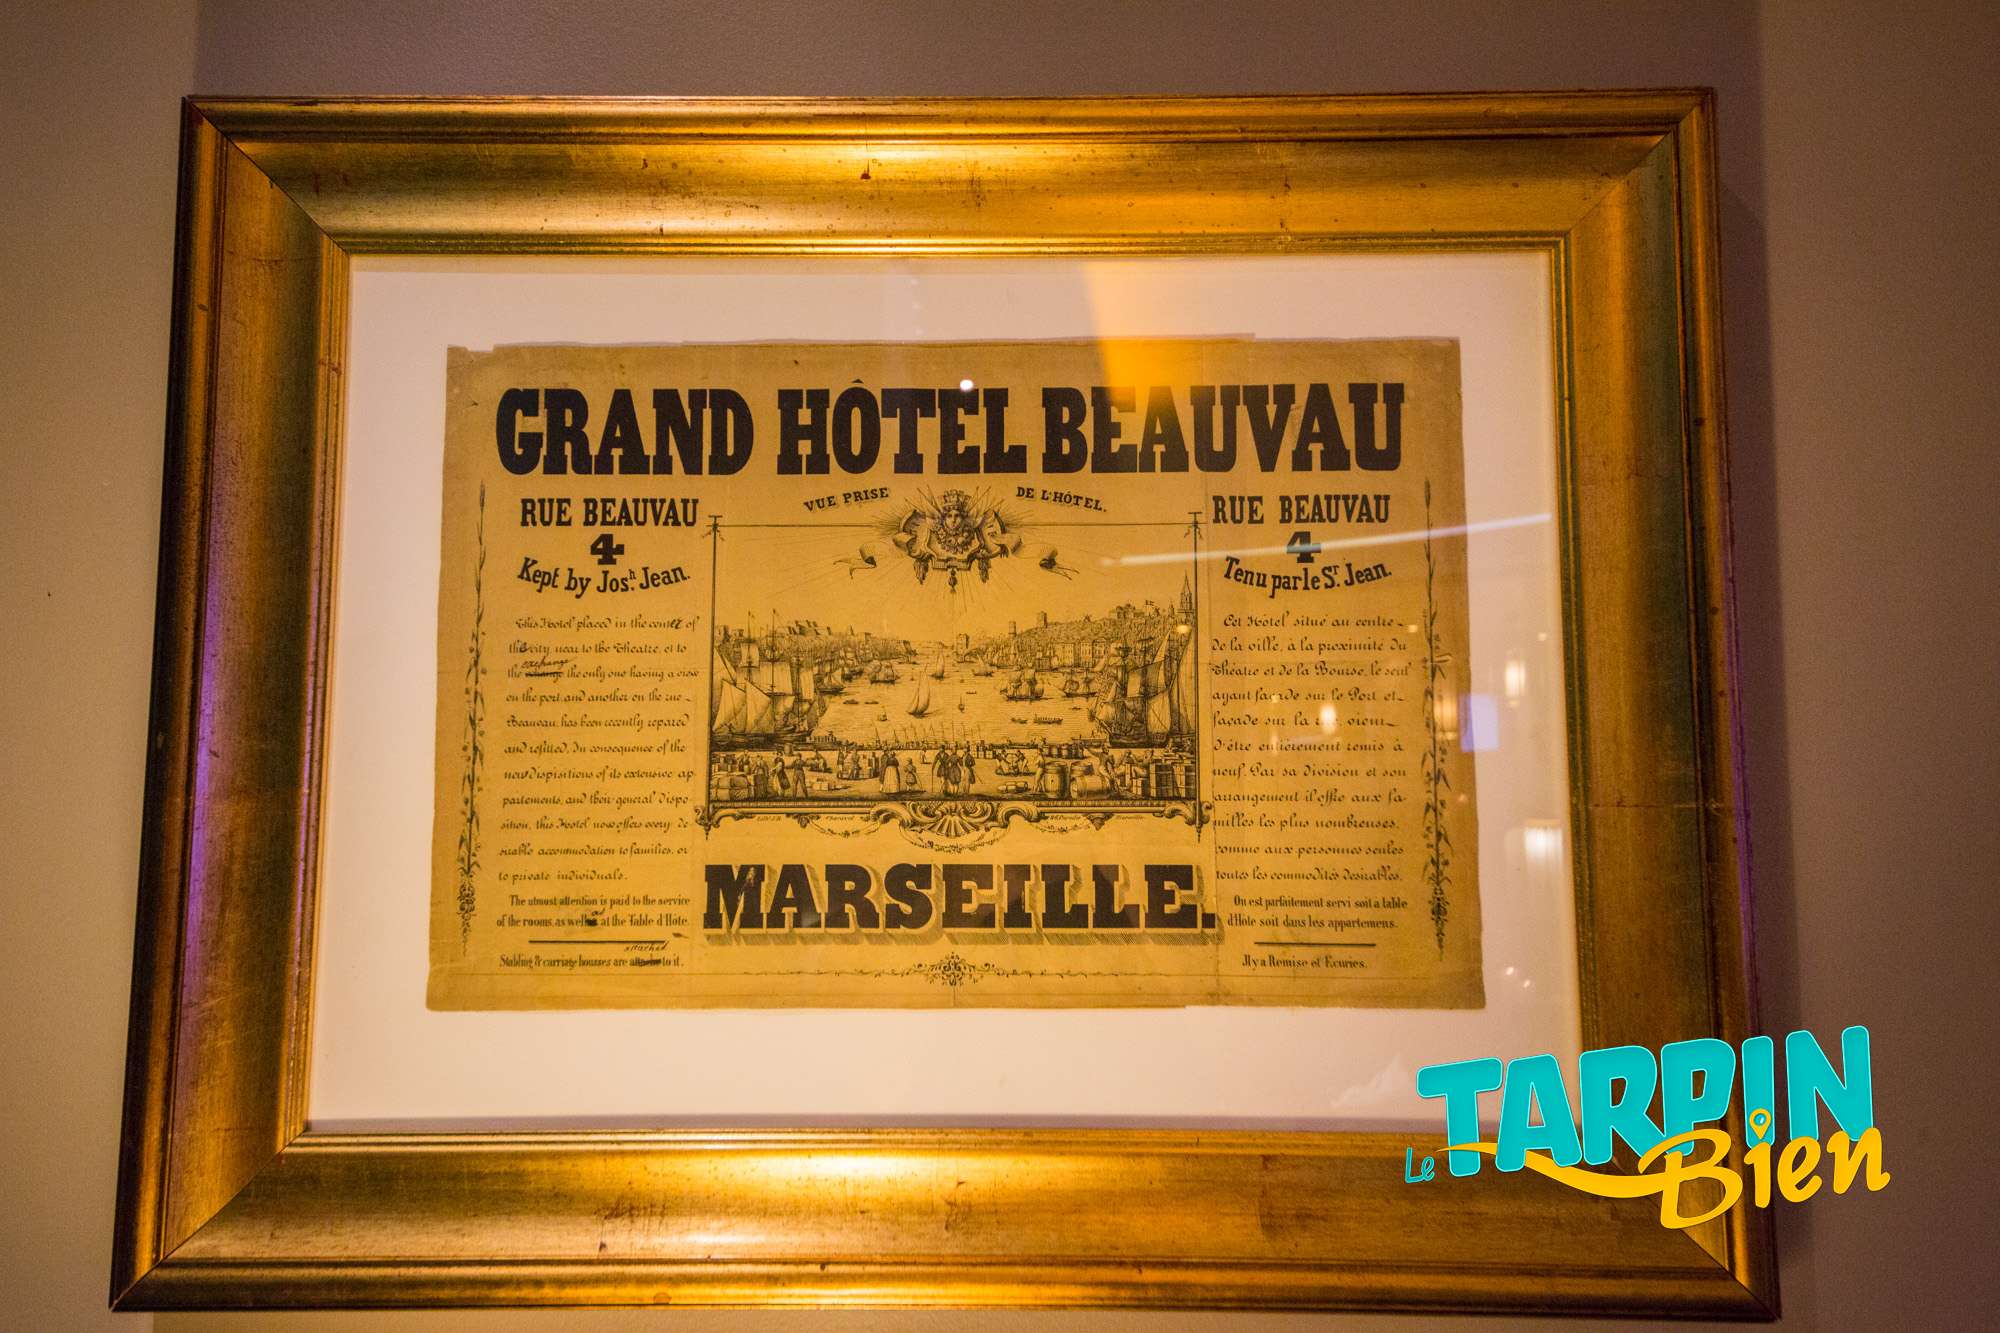 GRAND HÔTEL BEAUVAU
VUE PRISE DE L'HÔTEL.
RUE BEAUVAU
4
Kept by Josh. Jean.
This Hotel placed in the center of
the city, near to the Theatre, et to
the exchange the only one having a view
on the port, and another on the rue
Beauvau, has been recently repared
and refitted. In consequence of the
new dispisitions of its extensive ap
partements, and their general dispo
sition, this Hotel now offers every de
sirable accommodation to families, or
to private individuals.
The utmost attention is paid to the service
of the rooms, as well as at the Table d'Hôte.
attached
Stabling & carriage housses are to it.
MARSEILLE.
RUE BEAUVAU
4
Tenu par le Sr. Jean.
Cet Hôtel situé au centre
de la ville, à la proximité du
Théatre et de la Bourse, le seul
ayant façade sur le Port et
façade sur la rue, vient
d'être entièrement remis à
neuf. Par sa division et son
arrangement il offre aux fa
milles les plus nombreuses,
comme aux personnes seules
toutes les commodités desirables.
On est parfaitement servi soit a table
d'Hôte soit dans les appartemens.
Il y a Remise et Ecuries.
Le TARPIN
Bien